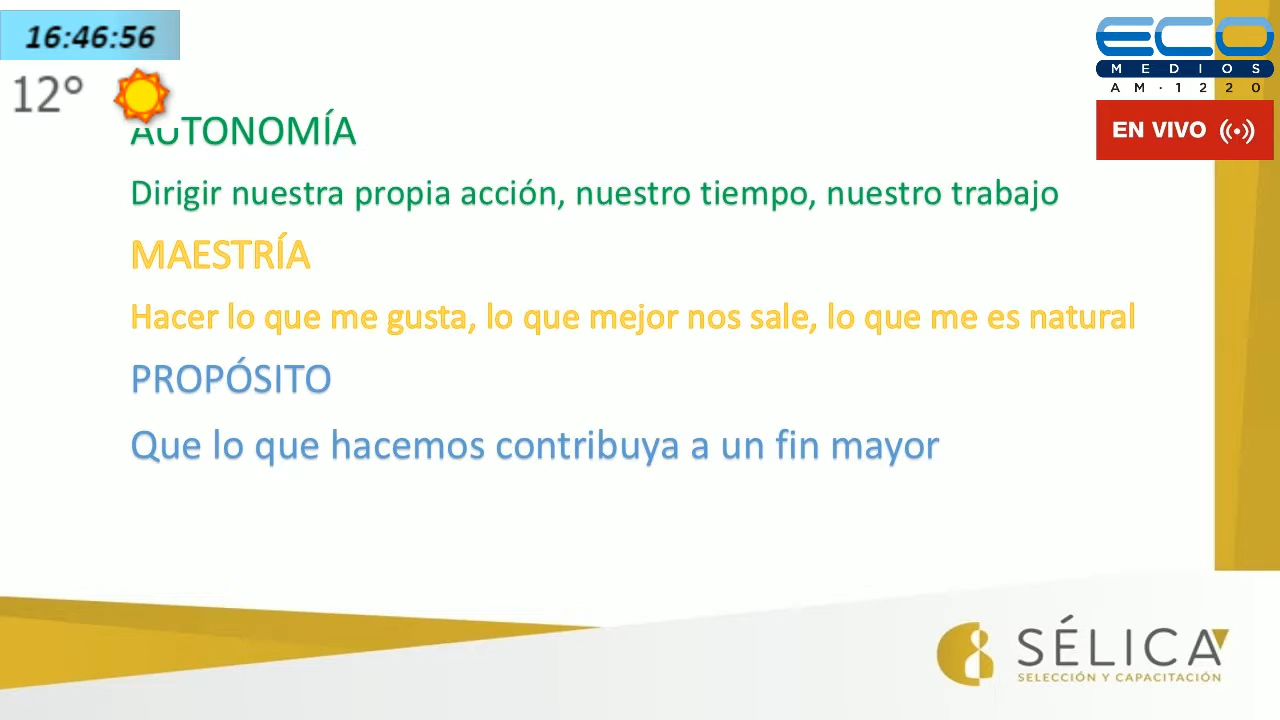 16:46:56
12°
ECO
MEDIOS
AM·1220
EN VIVO
AUTONOMÍA
Dirigir nuestra propia acción, nuestro tiempo, nuestro trabajo
MAESTRÍA
Hacer lo que me gusta, lo que mejor nos sale, lo que me es natural
PROPÓSITO
Que lo que hacemos contribuya a un fin mayor
SÉLICA
SELECCIÓN Y CAPACITACIÓN